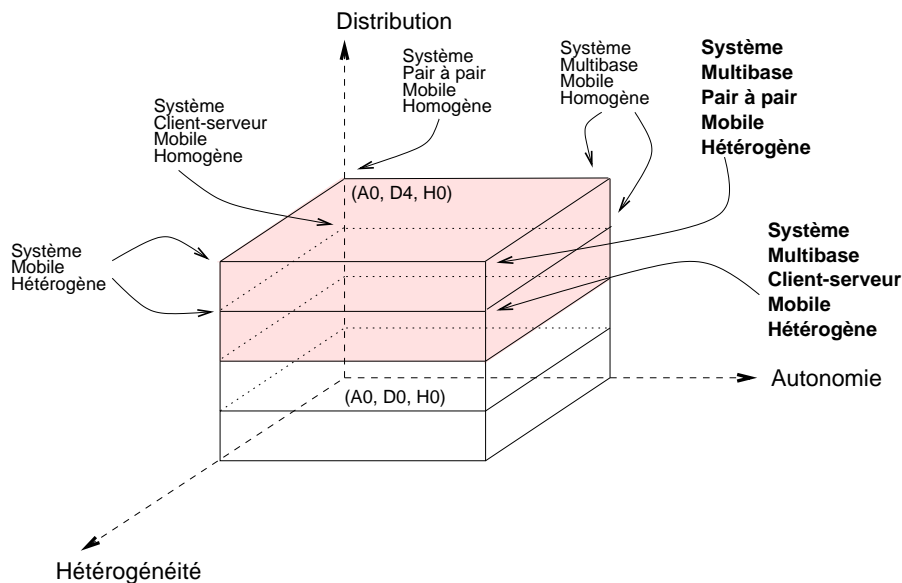 Distribution
Système
Pair à pair
Mobile
Homogène
Système
Multibase
Mobile
Homogène
Système
Multibase
Pair à pair
Mobile
Hétérogène
Système
Client-serveur
Mobile
Homogène
(A0, D4, H0)
Système
Mobile
Hétérogène
Système
Multibase
Client-serveur
Mobile
Hétérogène
(A0, D0, H0)
Autonomie
Hétérogénéité